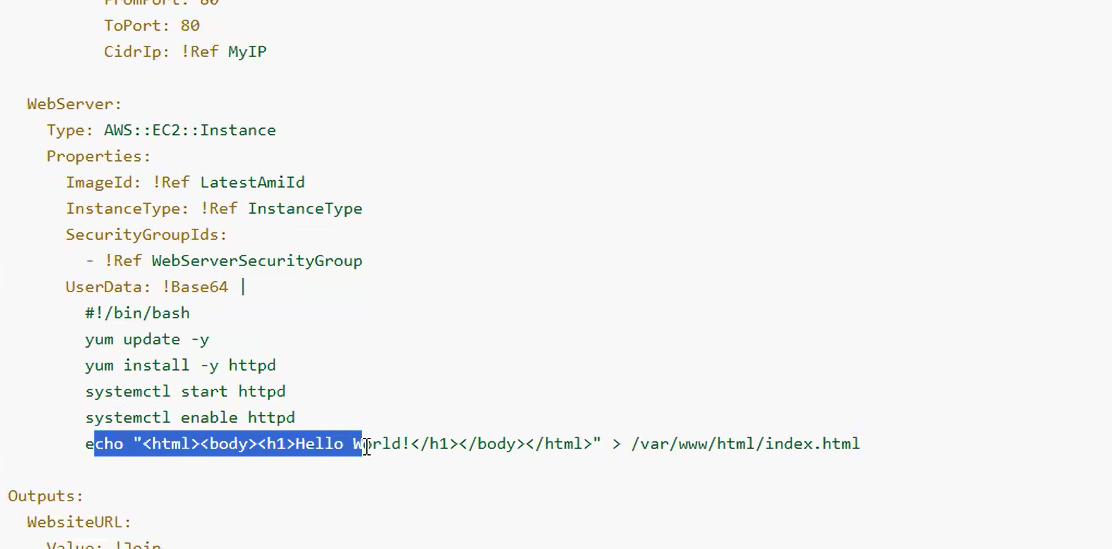 FromPort: 80
ToPort: 80
CidrIp: !Ref MyIP
WebServer:
Type: AWS::EC2::Instance
Properties:
ImageId: !Ref LatestAmiId
InstanceType: !Ref InstanceType
SecurityGroupIds:
- !Ref WebServerSecurityGroup
UserData: !Base64 |
#!/bin/bash
yum update -y
yum install -y httpd
systemctl start httpd
systemctl enable httpd
echo "<html><body><h1>Hello World!</h1></body></html>" > /var/www/html/index.html
Outputs:
WebsiteURL:
Value: !Join